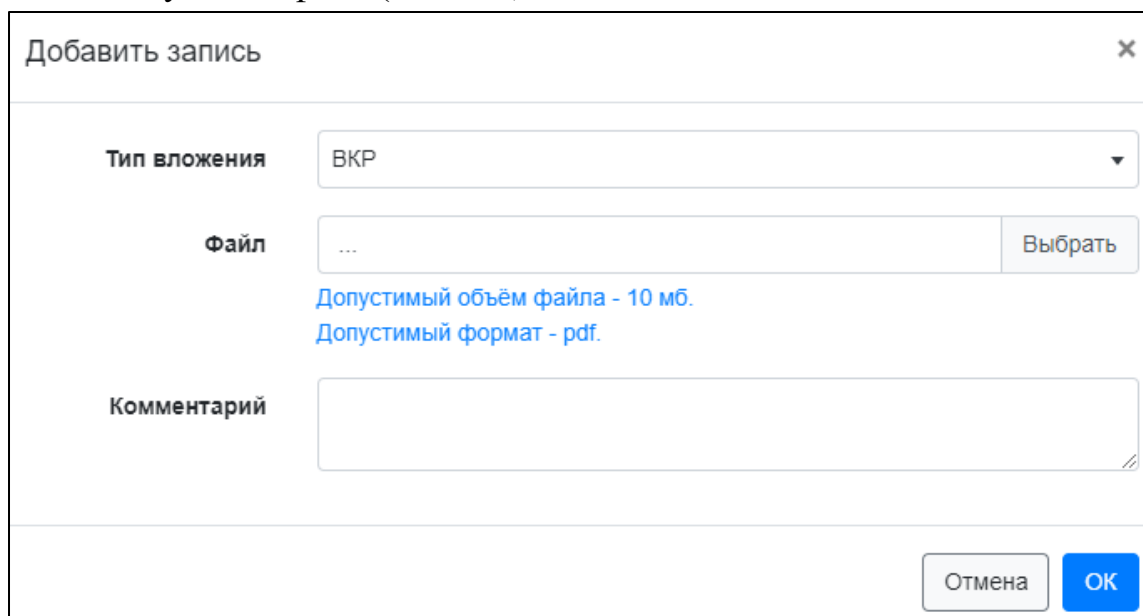 Добавить запись ×
Тип вложения ВКР
Файл ... Выбрать
Допустимый объём файла - 10 мб.
Допустимый формат - pdf.
Комментарий
Отмена ОК